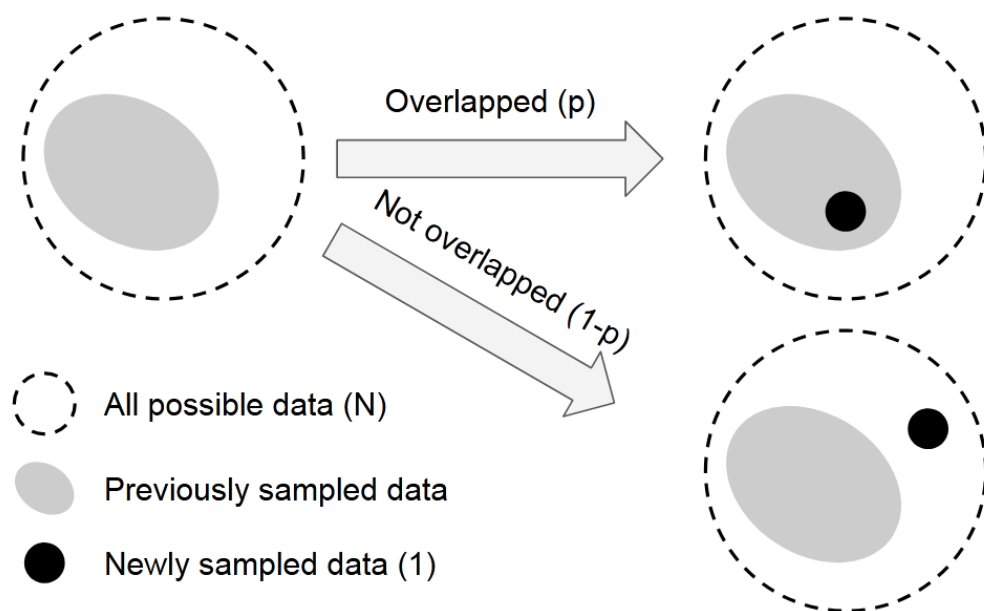 Overlapped (p)
Not overlapped (1-p)
All possible data (N)
Previously sampled data
Newly sampled data (1)